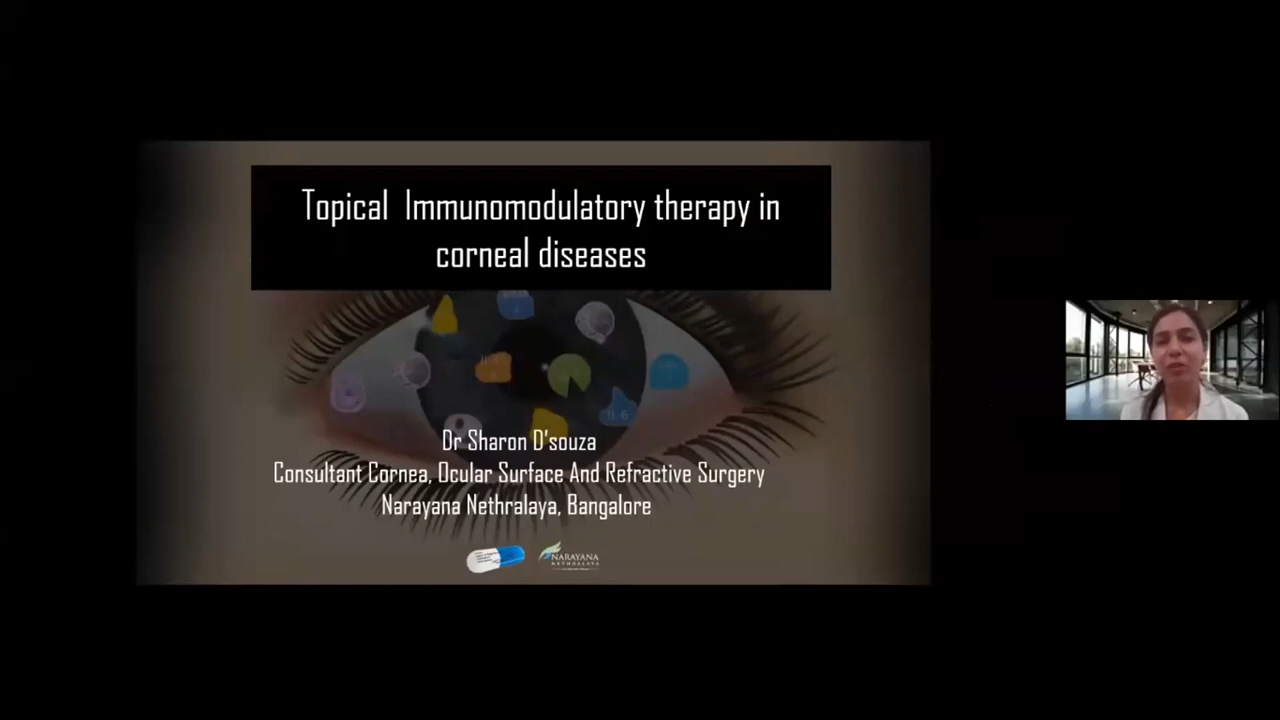 Topical Immunomodulatory therapy in
corneal diseases
Dr Sharon D'souza
Consultant Cornea, Ocular Surface And Refractive Surgery
Narayana Nethralaya, Bangalore
NARAYANA
NETHRALAYA